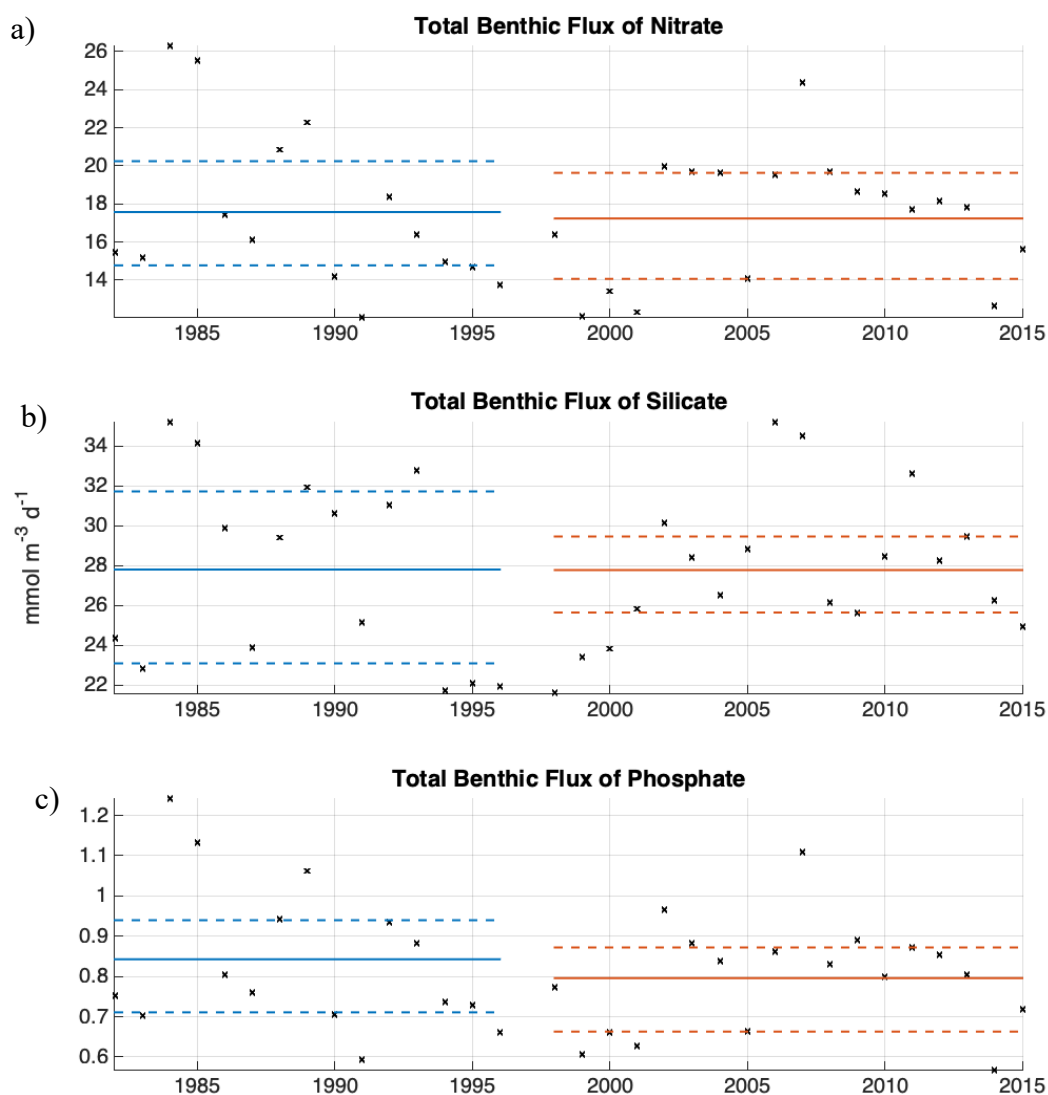 a)
Total Benthic Flux of Nitrate
26
24
22
20
18
16
14
1985 1990 1995 2000 2005 2010 2015
b)
Total Benthic Flux of Silicate
34
32
30
28
26
24
22
mmol m-3 d-1
1985 1990 1995 2000 2005 2010 2015
c)
Total Benthic Flux of Phosphate
1.2
1.1
1
0.9
0.8
0.7
0.6
1985 1990 1995 2000 2005 2010 2015